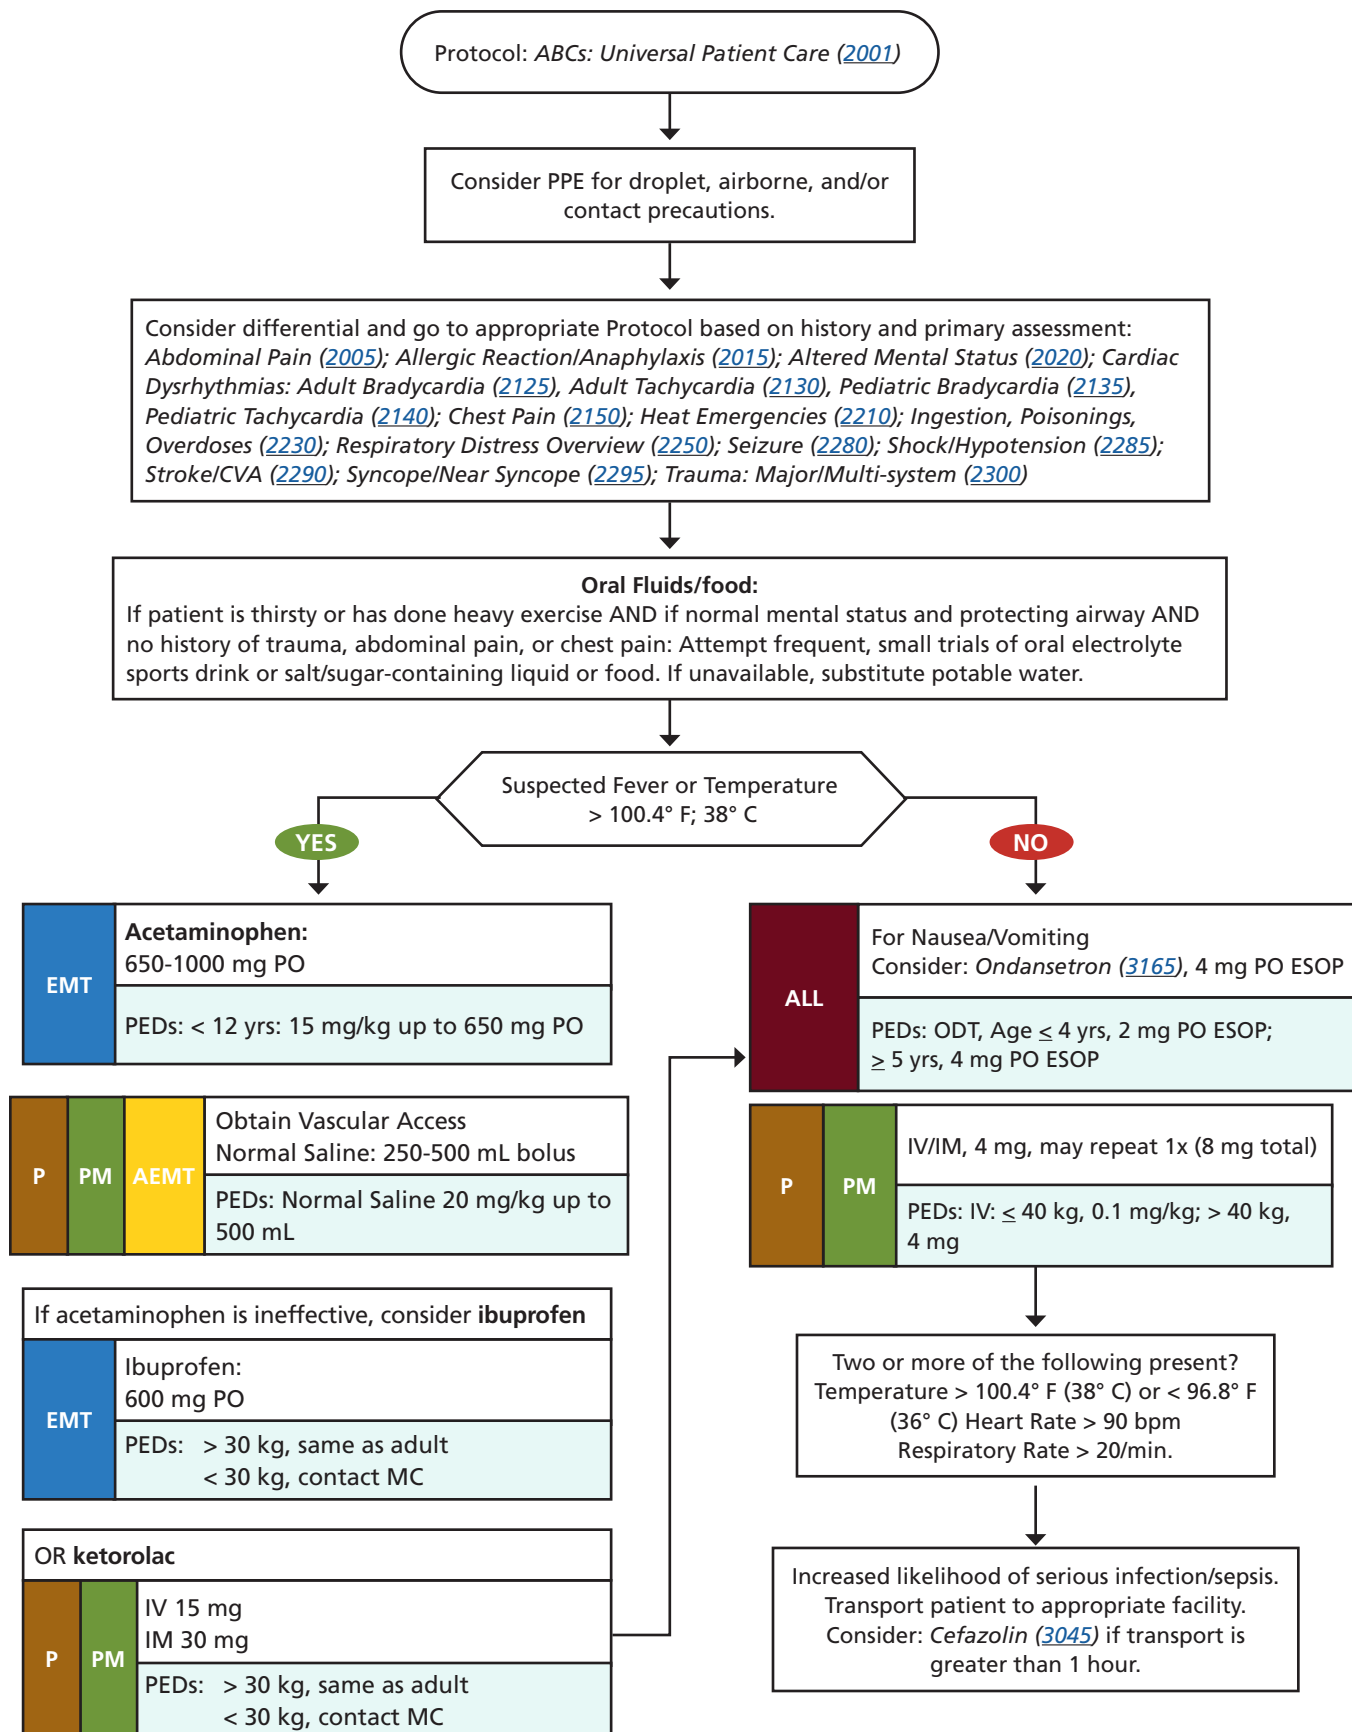 Protocol: ABCs: Universal Patient Care (2001)
Consider PPE for droplet, airborne, and/or
contact precautions.
Consider differential and go to appropriate Protocol based on history and primary assessment:
Abdominal Pain (2005); Allergic Reaction/Anaphylaxis (2015); Altered Mental Status (2020); Cardiac
Dysrhythmias: Adult Bradycardia (2125), Adult Tachycardia (2130), Pediatric Bradycardia (2135),
Pediatric Tachycardia (2140); Chest Pain (2150); Heat Emergencies (2210); Ingestion, Poisonings,
Overdoses (2230); Respiratory Distress Overview (2250); Seizure (2280); Shock/Hypotension (2285);
Stroke/CVA (2290); Syncope/Near Syncope (2295); Trauma: Major/Multi-system (2300)
Oral Fluids/food:
If patient is thirsty or has done heavy exercise AND if normal mental status and protecting airway AND
no history of trauma, abdominal pain, or chest pain: Attempt frequent, small trials of oral electrolyte
sports drink or salt/sugar-containing liquid or food. If unavailable, substitute potable water.
Suspected Fever or Temperature
> 100.4° F; 38° C
YES
EMT
Acetaminophen:
650-1000 mg PO
PEDs: < 12 yrs: 15 mg/kg up to 650 mg PO
P PM AEMT
Obtain Vascular Access
Normal Saline: 250-500 mL bolus
PEDs: Normal Saline 20 mg/kg up to
500 mL
If acetaminophen is ineffective, consider ibuprofen
EMT
Ibuprofen:
600 mg PO
PEDs: > 30 kg, same as adult
< 30 kg, contact MC
OR ketorolac
P PM
IV 15 mg
IM 30 mg
PEDs: > 30 kg, same as adult
< 30 kg, contact MC
NO
ALL
For Nausea/Vomiting
Consider: Ondansetron (3165), 4 mg PO ESOP
PEDs: ODT, Age ≤ 4 yrs, 2 mg PO ESOP;
≥ 5 yrs, 4 mg PO ESOP
P PM
IV/IM, 4 mg, may repeat 1x (8 mg total)
PEDs: IV: ≤ 40 kg, 0.1 mg/kg; > 40 kg,
4 mg
Two or more of the following present?
Temperature > 100.4° F (38° C) or < 96.8° F
(36° C) Heart Rate > 90 bpm
Respiratory Rate > 20/min.
Increased likelihood of serious infection/sepsis.
Transport patient to appropriate facility.
Consider: Cefazolin (3045) if transport is
greater than 1 hour.